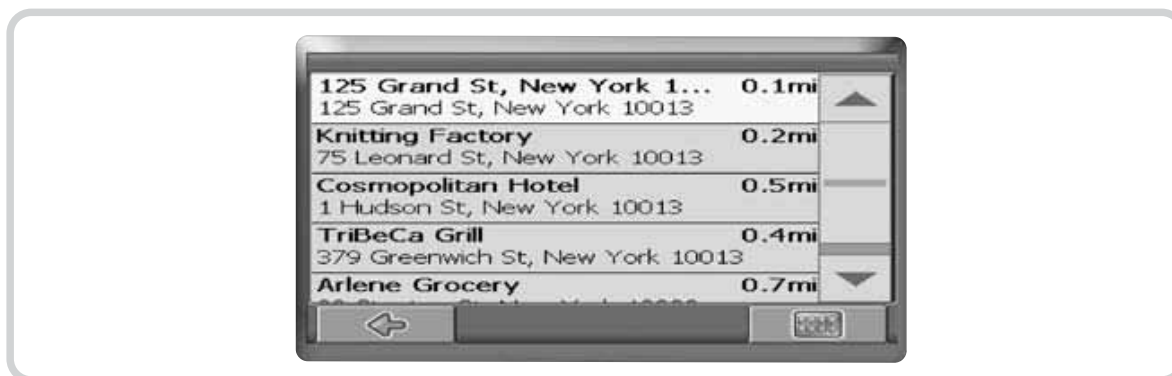 125 Grand St, New York 1... 0.1mi
125 Grand St, New York 10013
Knitting Factory 0.2mi
75 Leonard St, New York 10013
Cosmopolitan Hotel 0.5mi
1 Hudson St, New York 10013
TriBeCa Grill 0.4mi
379 Greenwich St, New York 10013
Arlene Grocery 0.7mi